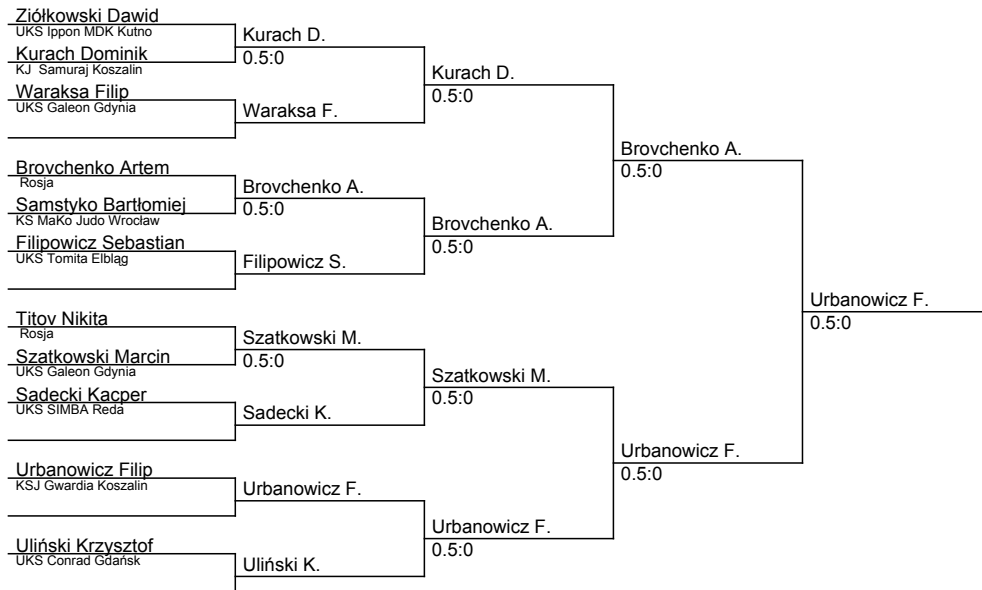 Ziółkowski Dawid
UKS Ippon MDK Kutno
Kurach Dominik
KJ Samuraj Koszalin
Waraksa Filip
UKS Galeon Gdynia
Brovchenko Artem
Rosja
Samstyko Bartłomiej
KS MaKo Judo Wrocław
Filipowicz Sebastian
UKS Tomita Elbląg
Titov Nikita
Rosja
Szatkowski Marcin
UKS Galeon Gdynia
Sadecki Kacper
UKS SIMBA Reda
Urbanowicz Filip
KSJ Gwardia Koszalin
Uliński Krzysztof
UKS Conrad Gdańsk
Kurach D.
0.5:0
Waraksa F.
Brovchenko A.
0.5:0
Filipowicz S.
Szatkowski M.
0.5:0
Sadecki K.
Urbanowicz F.
Uliński K.
Kurach D.
0.5:0
Brovchenko A.
0.5:0
Szatkowski M.
0.5:0
Urbanowicz F.
0.5:0
Brovchenko A.
0.5:0
Urbanowicz F.
0.5:0
Urbanowicz F.
0.5:0